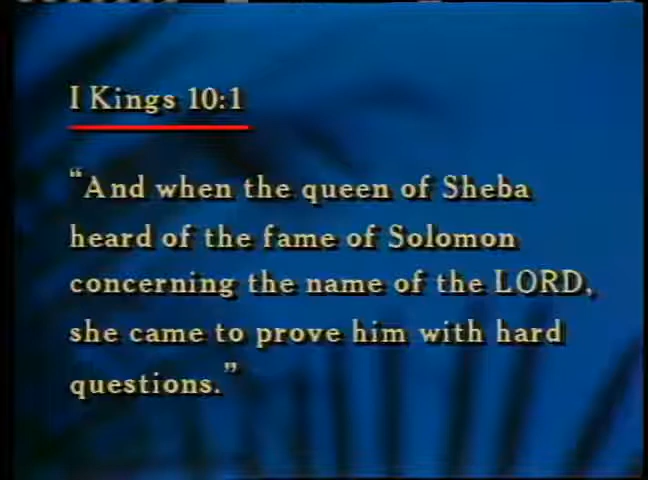 I Kings 10:1
“And when the queen of Sheba
heard of the fame of Solomon
concerning the name of the LORD,
she came to prove him with hard
questions.”